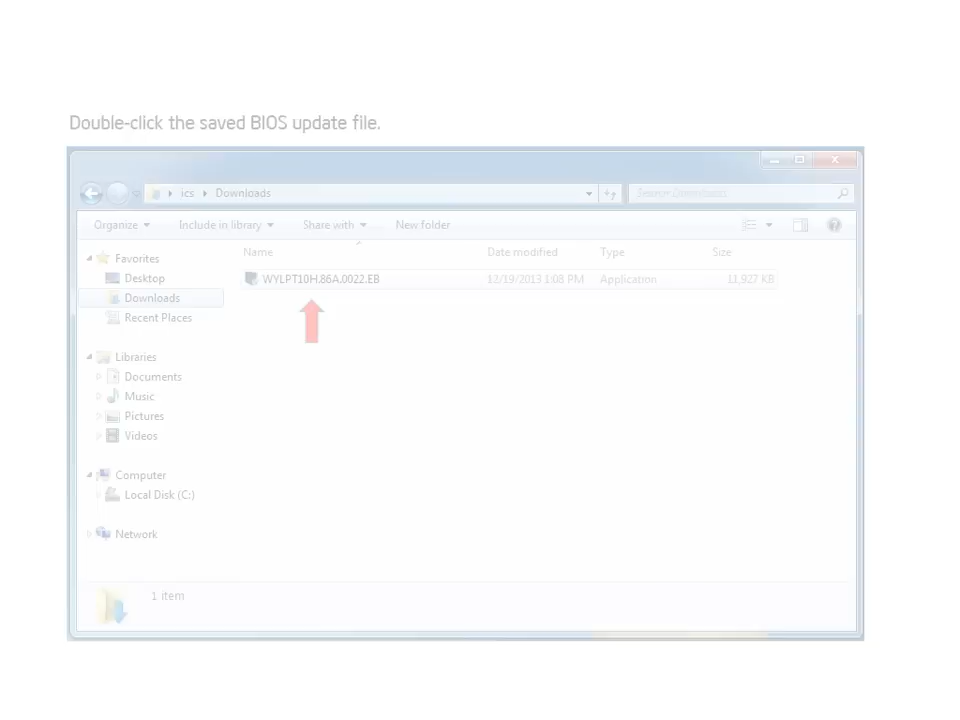 Double-click the saved BIOS update file.
ics Downloads
Search Downloads
Organize Include in library Share with New folder
Name Date modified Type Size
Favorites
WYLPT10H.86A.0022.EB 12/19/2013 1:08 PM Application 11,927 KB
Desktop
Downloads
Recent Places
Libraries
Documents
Music
Pictures
Videos
Computer
Local Disk (C:)
Network
1 item